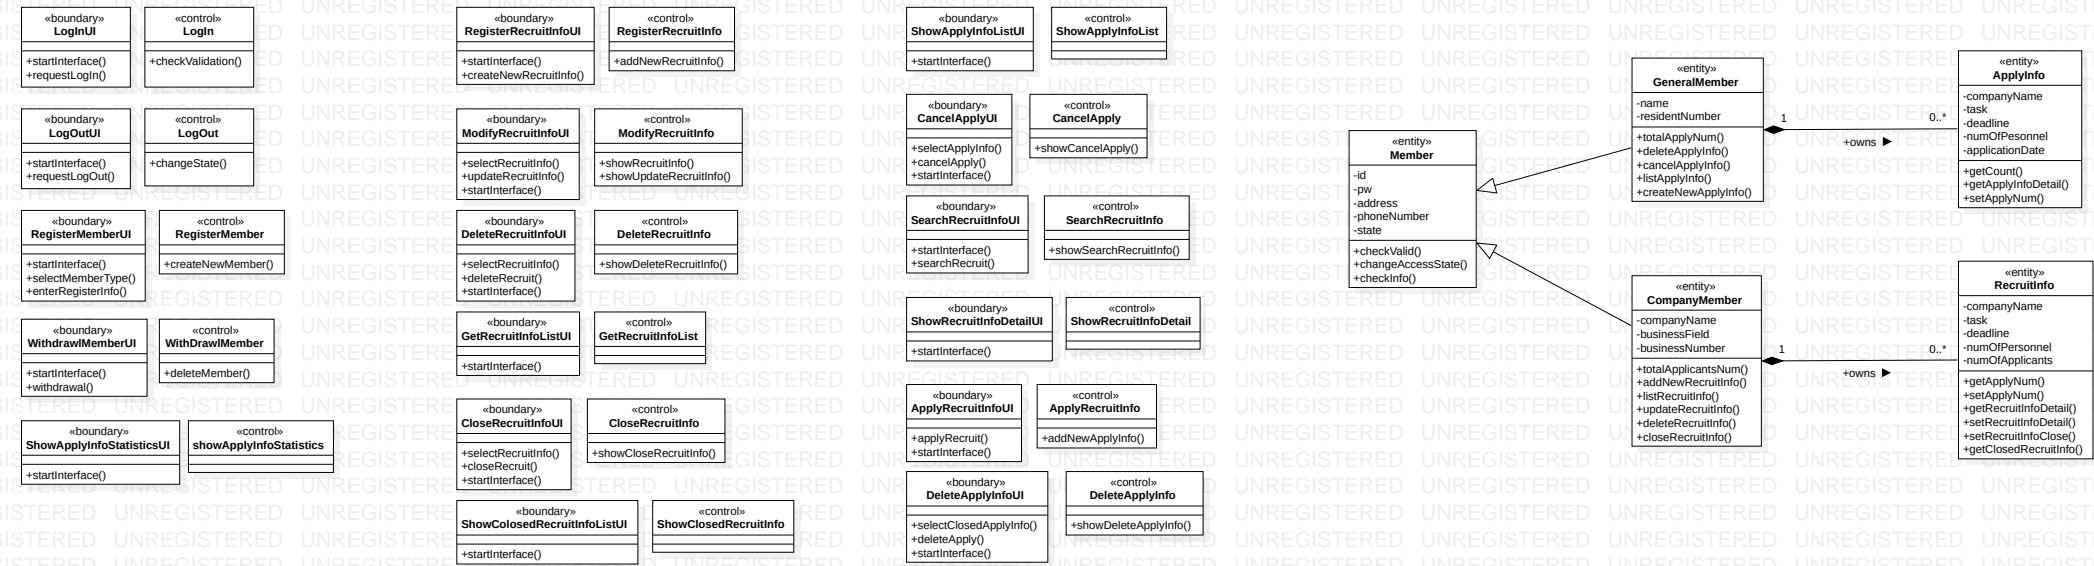 «boundary»
LogInUI
+startInterface()
+requestLogIn()
«control»
LogIn
+checkValidation()
«boundary»
LogOutUI
+startInterface()
+requestLogOut()
«control»
LogOut
+changeState()
«boundary»
RegisterMemberUI
+startInterface()
+selectMemberType()
+enterRegisterInfo()
«control»
RegisterMember
+createNewMember()
«boundary»
WithdrawlMemberUI
+startInterface()
+withdrawal()
«control»
WithDrawlMember
+deleteMember()
«boundary»
ShowApplyInfoStatisticsUI
+startInterface()
«control»
showApplyInfoStatistics
«boundary»
RegisterRecruitInfoUI
+startInterface()
+createNewRecruitInfo()
«control»
RegisterRecruitInfo
+addNewRecruitInfo()
«boundary»
ModifyRecruitInfoUI
+selectRecruitInfo()
+updateRecruitInfo()
+startInterface()
«control»
ModifyRecruitInfo
+showRecruitInfo()
+showUpdateRecruitInfo()
«boundary»
DeleteRecruitInfoUI
+selectRecruitInfo()
+deleteRecruit()
+startInterface()
«control»
DeleteRecruitInfo
+showDeleteRecruitInfo()
«boundary»
GetRecruitInfoListUI
+startInterface()
«control»
GetRecruitInfoList
«boundary»
CloseRecruitInfoUI
+selectRecruitInfo()
+closeRecruit()
+startInterface()
«control»
CloseRecruitInfo
+showCloseRecruitInfo()
«boundary»
ShowColosedRecruitInfoListUI
+startInterface()
«control»
ShowClosedRecruitInfo
«boundary»
ShowApplyInfoListUI
+startInterface()
«control»
ShowApplyInfoList
«boundary»
CancelApplyUI
+selectApplyInfo()
+cancelApply()
+startInterface()
«control»
CancelApply
+showCancelApply()
«boundary»
SearchRecruitInfoUI
+startInterface()
+searchRecruit()
«control»
SearchRecruitInfo
+showSearchRecruitInfo()
«boundary»
ShowRecruitInfoDetailUI
+startInterface()
«control»
ShowRecruitInfoDetail
«boundary»
ApplyRecruitInfoUI
+applyRecruit()
+startInterface()
«control»
ApplyRecruitInfo
+addNewApplyInfo()
«boundary»
DeleteApplyInfoUI
+selectClosedApplyInfo()
+deleteApply()
+startInterface()
«control»
DeleteApplyInfo
+showDeleteApplyInfo()
«entity»
Member
-id
-pw
-address
-phoneNumber
-state
+checkValid()
+changeAccessState()
+checkInfo()
«entity»
GeneralMember
-name
-residentNumber
+totalApplyNum()
+deleteApplyInfo()
+cancelApplyInfo()
+listApplyInfo()
+createNewApplyInfo()
1
+owns ▶
0..*
«entity»
ApplyInfo
-companyName
-task
-deadline
-numOfPesonnel
-applicationDate
+getCount()
+getApplyInfoDetail()
+setApplyNum()
«entity»
CompanyMember
-companyName
-businessField
-businessNumber
+totalApplicantsNum()
+addNewRecruitInfo()
+listRecruitInfo()
+updateRecruitInfo()
+deleteRecruitInfo()
+closeRecruitInfo()
1
+owns ▶
0..*
«entity»
RecruitInfo
-companyName
-task
-deadline
-numOfPersonnel
-numOfApplicants
+getApplyNum()
+setApplyNum()
+getRecruitInfoDetail()
+setRecruitInfoDetail()
+setRecruitInfoClose()
+getClosedRecruitInfo()
UNREGISTERED